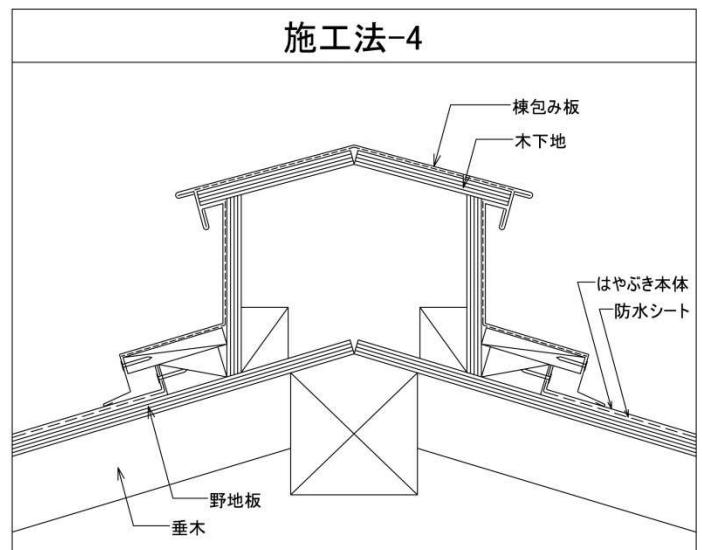 施工法-4
棟包み板
木下地
はやぶき本体
防水シート
野地板
垂木